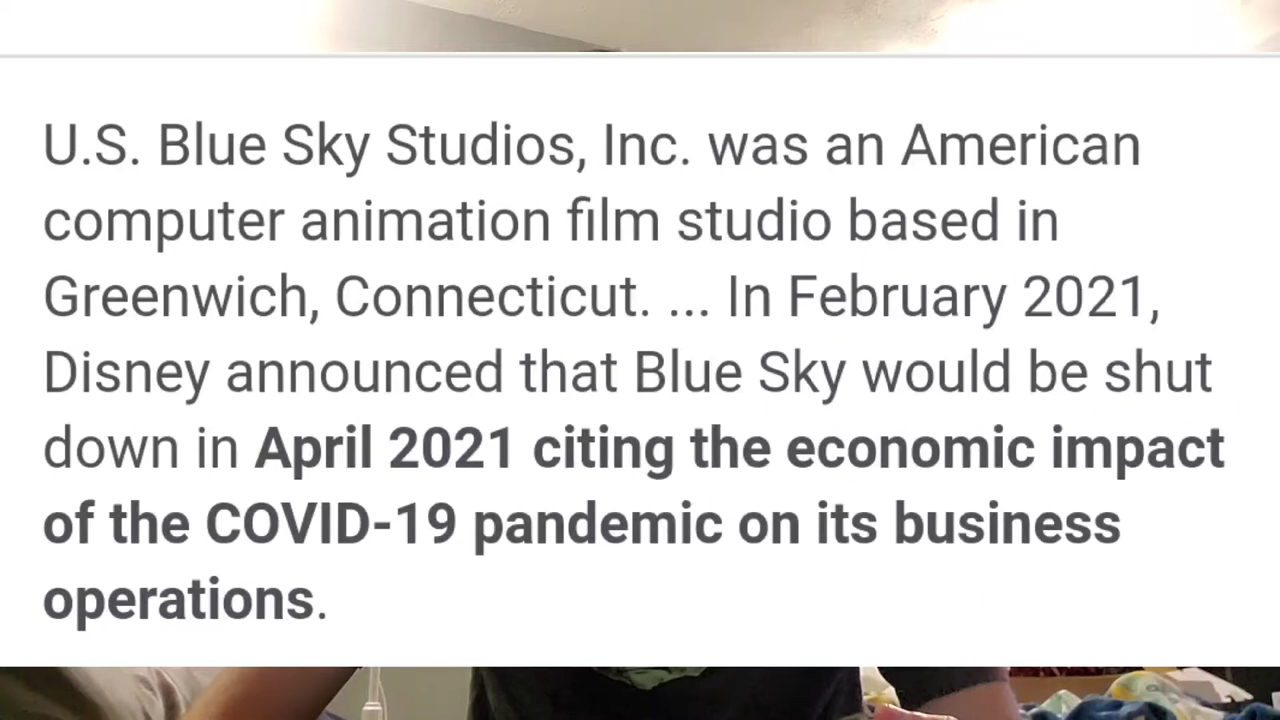 U.S. Blue Sky Studios, Inc. was an American
computer animation film studio based in
Greenwich, Connecticut. ... In February 2021,
Disney announced that Blue Sky would be shut
down in April 2021 citing the economic impact
of the COVID-19 pandemic on its business
operations.